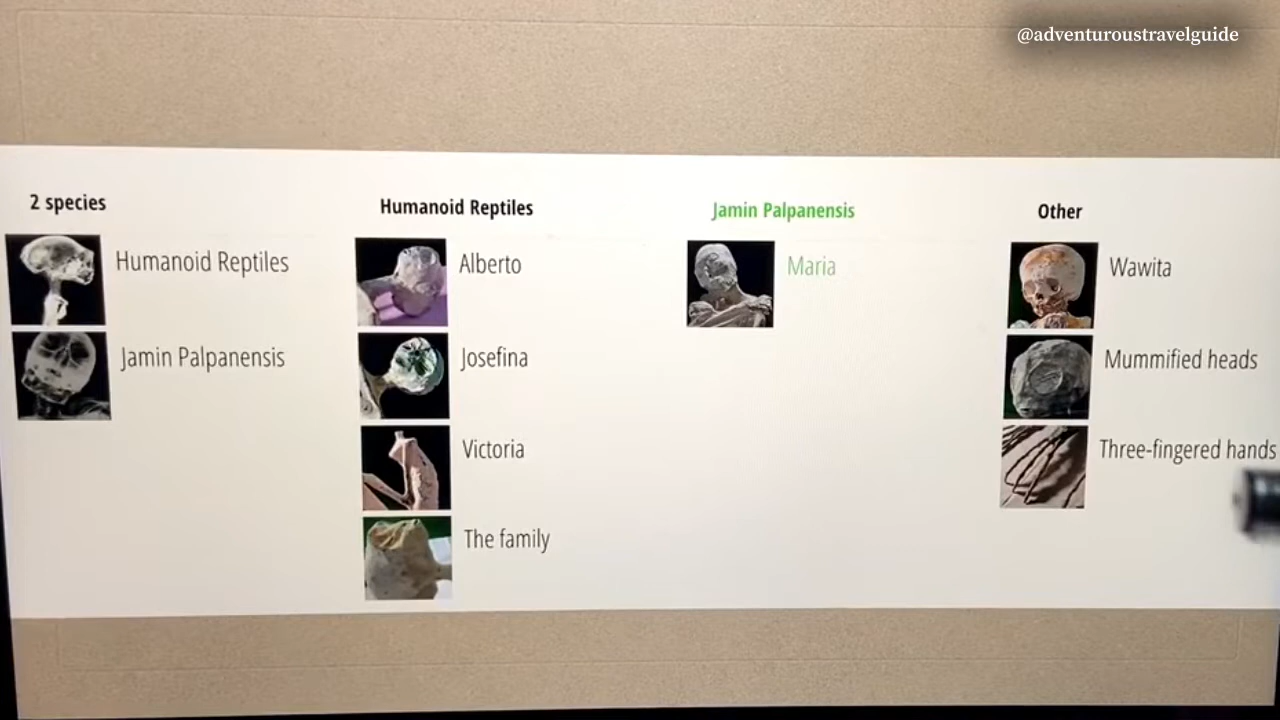 @adventuroustravelguide
2 species
Humanoid Reptiles
Jamin Palpanensis
Humanoid Reptiles
Alberto
Josefina
Victoria
The family
Jamin Palpanensis
Maria
Other
Wawita
Mummified heads
Three-fingered hands